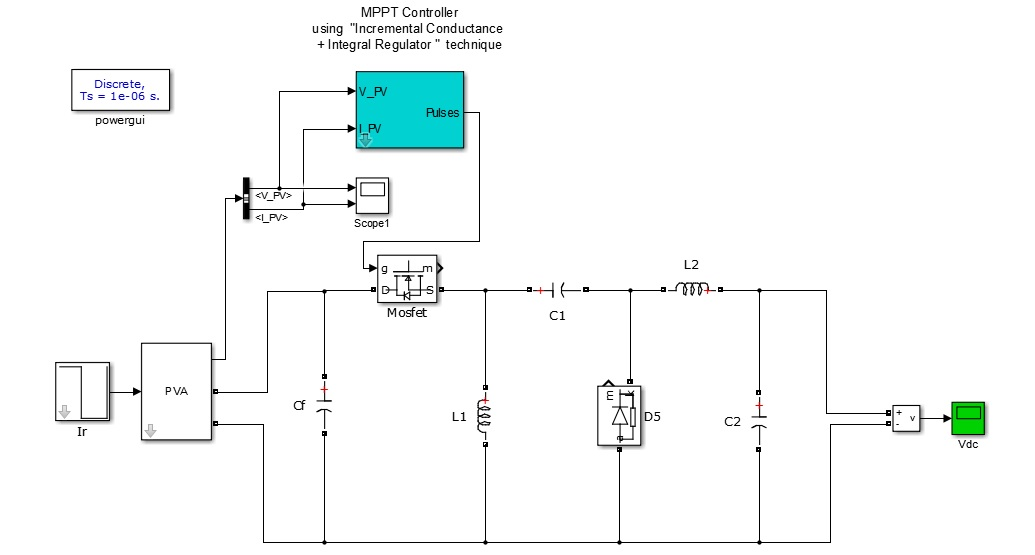 MPPT Controller
using "Incremental Conductance
+ Integral Regulator " technique
Discrete,
Ts = 1e-06 s.
powergui
V_PV
Pulses
I_PV
<V_PV>
<I_PV>
Scope1
g
m
D
S
Mosfet
L2
C1
PVA
Ir
Cf
L1
m
k
a
D5
C2
+
-
v
Vdc